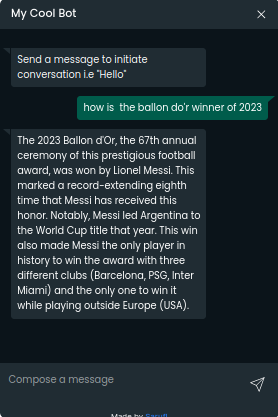 My Cool Bot
Send a message to initiate
conversation i.e "Hello"
how is the ballon do'r winner of 2023
The 2023 Ballon d'Or, the 67th annual
ceremony of this prestigious football
award, was won by Lionel Messi. This
marked a record-extending eighth
time that Messi has received this
honor. Notably, Messi led Argentina to
the World Cup title that year. This win
also made Messi the only player in
history to win the award with three
different clubs (Barcelona, PSG, Inter
Miami) and the only one to win it
while playing outside Europe (USA).
Compose a message
Made by Sarufi